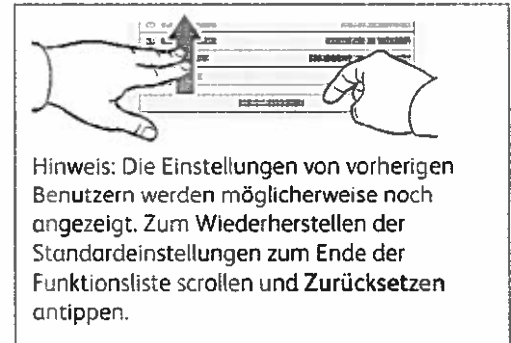 Hinweis: Die Einstellungen von vorherigen
Benutzern werden möglicherweise noch
angezeigt. Zum Wiederherstellen der
Standardeinstellungen zum Ende der
Funktionsliste scrollen und Zurücksetzen
antippen.